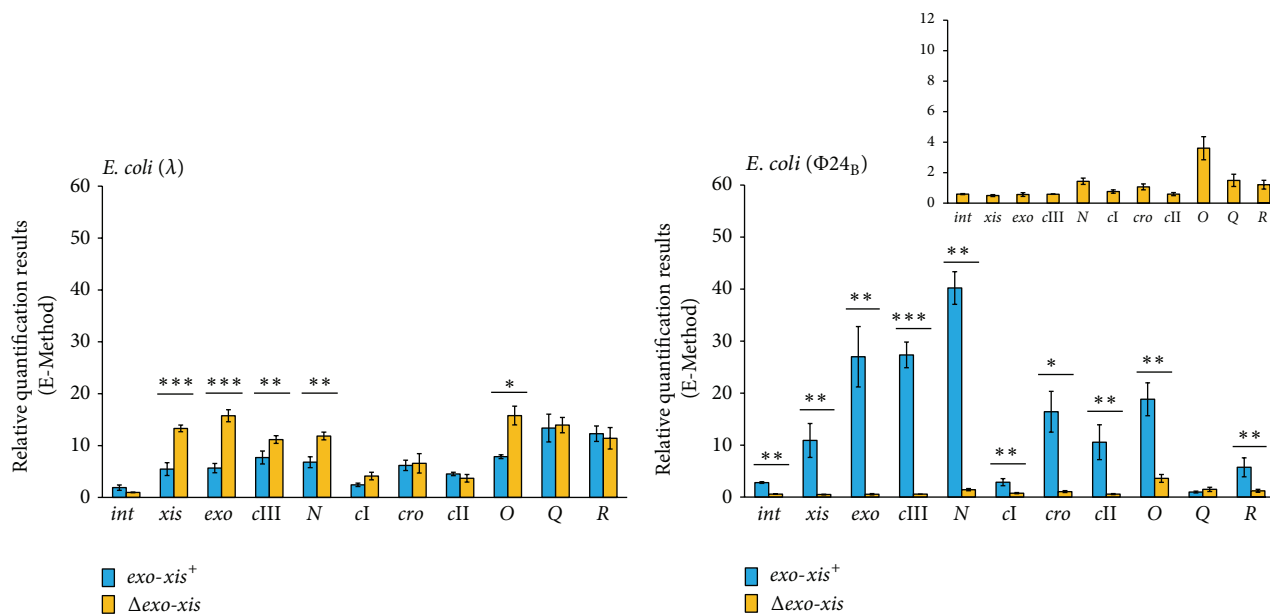 E. coli (λ)
Relative quantification results
(E-Method)
60
50
40
30
20
10
0
*** *** ** ** *
int xis exo cIII N cI cro cII O Q R
exo-xis+
Δexo-xis
E. coli (Φ24B)
Relative quantification results
(E-Method)
60
50
40
30
20
10
0
** ** ** *** ** ** * ** ** **
int xis exo cIII N cI cro cII O Q R
exo-xis+
Δexo-xis
12
10
8
6
4
2
0
int xis exo cIII N cI cro cII O Q R